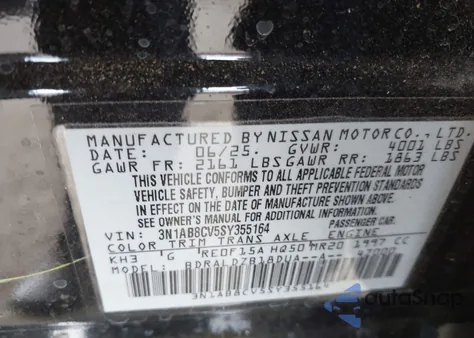 MANUFACTURED BY NISSAN MOTOR CO., LTD.
DATE: 06/25. GVWR: 4001 LBS
GAWR FR: 2161 LBS GAWR RR: 1863 LBS
THIS VEHICLE CONFORMS TO ALL APPLICABLE FEDERAL MOTOR
VEHICLE SAFETY, BUMPER AND THEFT PREVENTION STANDARDS
IN EFFECT ON THE DATE OF MANUFACTURE SHOWN ABOVE.
SEE OWNER'S MANUAL FOR ADDITIONAL INFORMATION.
VIN: 3N1AB8CV5SY355164 PASSENGER CAR
COLOR TRIM TRANS AXLE ENGINE
KH3 G RE0F15A HQ50 MR20 1997 CC
MODEL: BDRALDZB18DUA--A--
3N1AB8CV5SY355164
AutoSnap